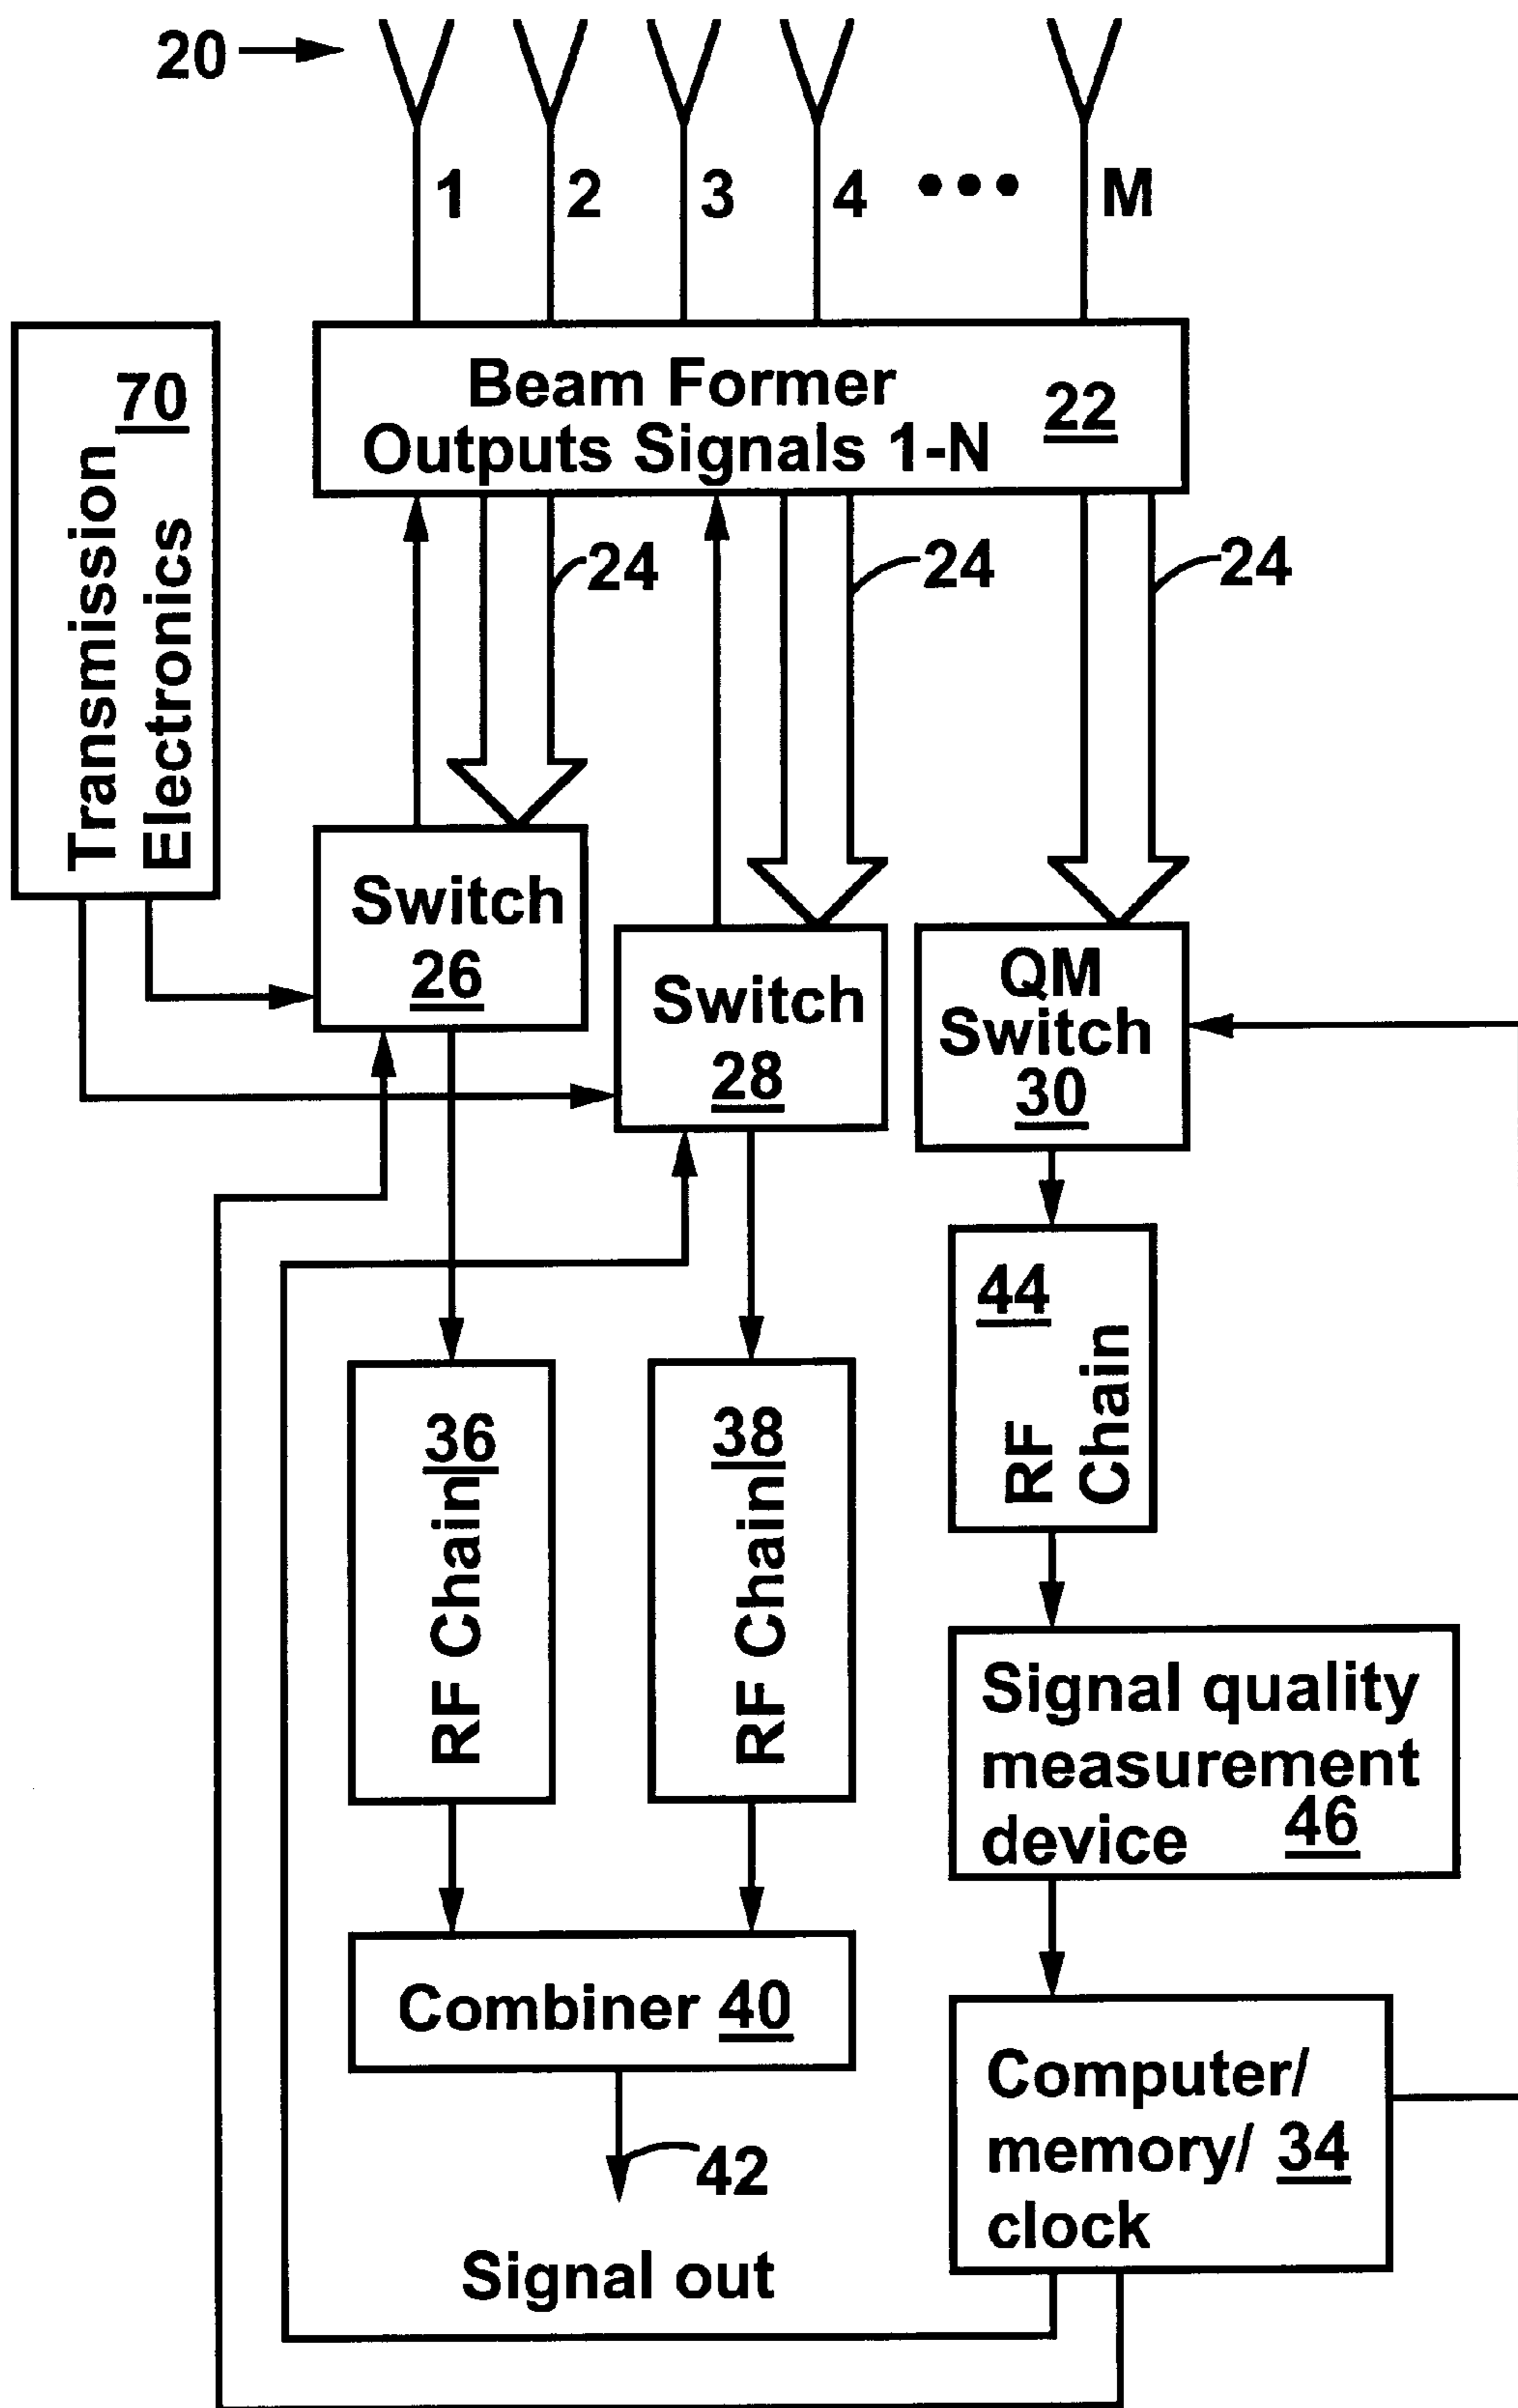 20
1
2
3
4
•••
M
70
Transmission
Electronics
Beam Former
Outputs Signals 1-N
22
24
24
24
Switch
26
Switch
28
QM
Switch
30
44
RF
Chain
36
RF Chain
38
RF Chain
Signal quality
measurement
device 46
Combiner 40
Computer/
memory/ 34
clock
42
Signal out